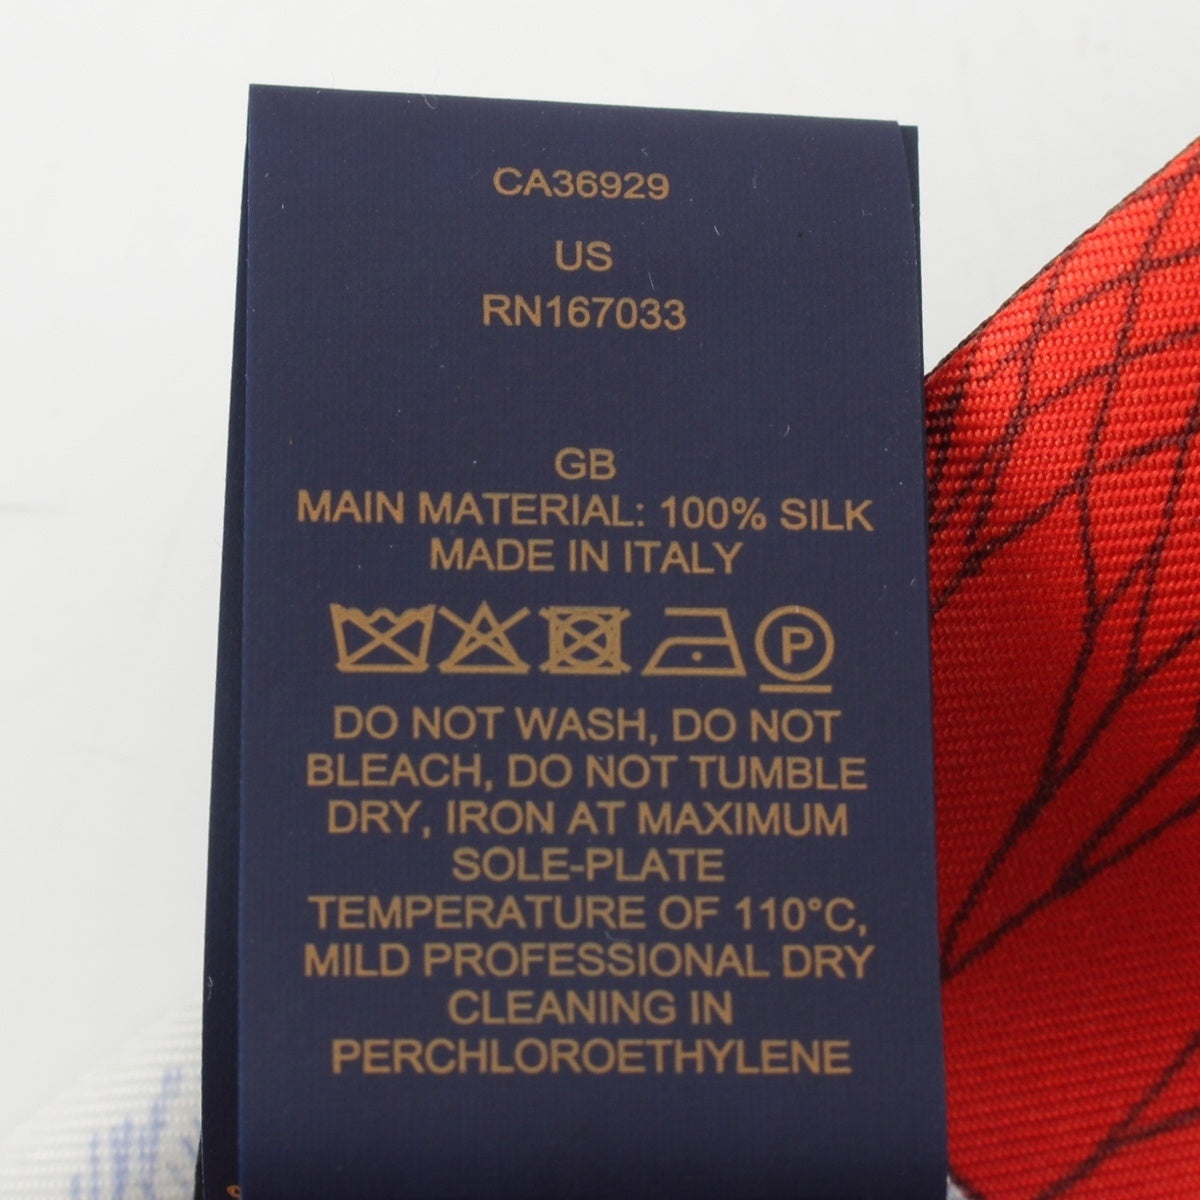 CA36929
US
RN167033
GB
MAIN MATERIAL: 100% SILK
MADE IN ITALY
P
DO NOT WASH, DO NOT
BLEACH, DO NOT TUMBLE
DRY, IRON AT MAXIMUM
SOLE-PLATE
TEMPERATURE OF 110°C,
MILD PROFESSIONAL DRY
CLEANING IN
PERCHLOROETHYLENE